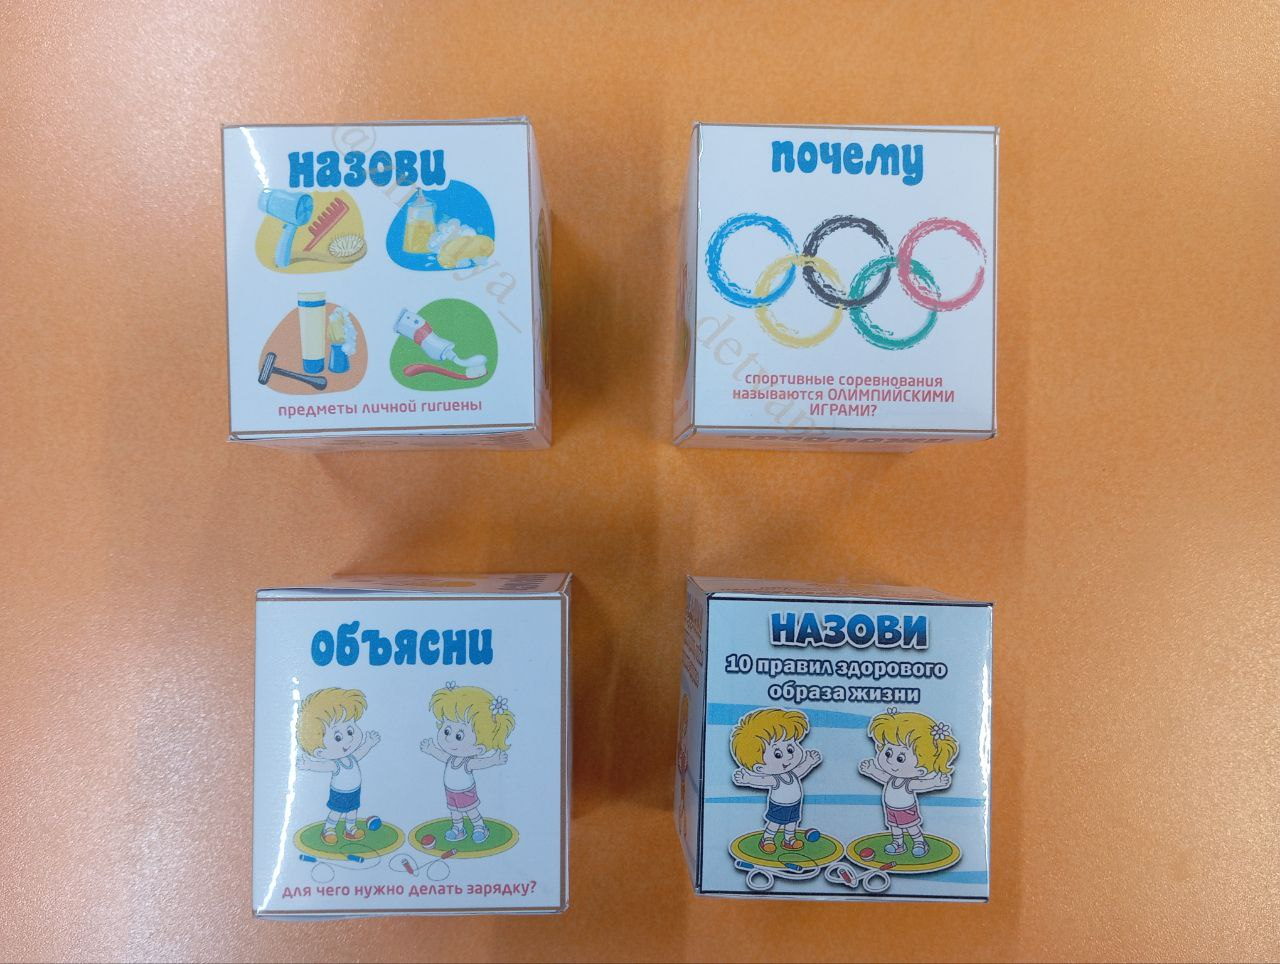 назови
предметы личной гигиены
почему
спортивные соревнования
называются ОЛИМПИЙСКИМИ
ИГРАМИ?
объясни
для чего нужно делать зарядку?
НАЗОВИ
10 правил здорового
образа жизни